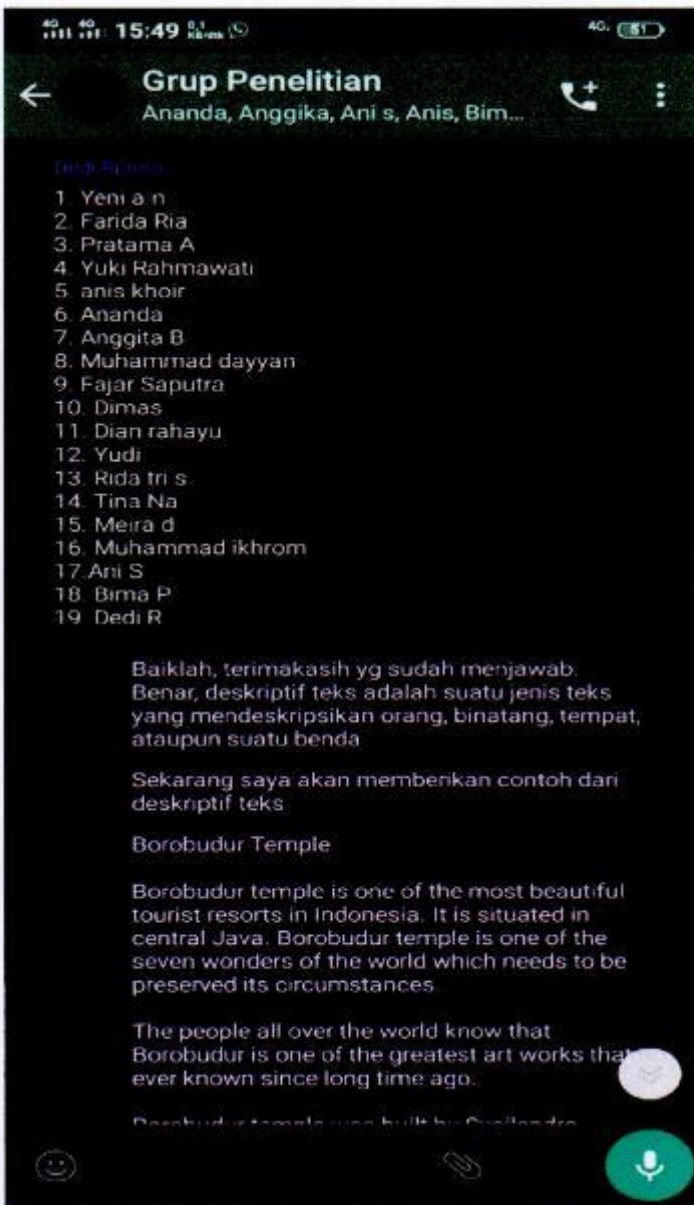 15:49
4G 51
Grup Penelitian
Ananda, Anggika, Ani s, Anis, Bim...
1. Yeni a n
2. Farida Ria
3. Pratama A
4. Yuki Rahmawati
5. anis khoir
6. Ananda
7. Anggita B
8. Muhammad dayyan
9. Fajar Saputra
10. Dimas
11. Dian rahayu
12. Yudi
13. Rida tri s
14. Tina Na
15. Meira d
16. Muhammad ikhrom
17.Ani S
18. Bima P
19. Dedi R
Baiklah, terimakasih yg sudah menjawab.
Benar, deskriptif teks adalah suatu jenis teks
yang mendeskripsikan orang, binatang, tempat,
ataupun suatu benda
Sekarang saya akan memberikan contoh dari
deskriptif teks
Borobudur Temple
Borobudur temple is one of the most beautiful
tourist resorts in Indonesia. It is situated in
central Java. Borobudur temple is one of the
seven wonders of the world which needs to be
preserved its circumstances
The people all over the world know that
Borobudur is one of the greatest art works that
ever known since long time ago.